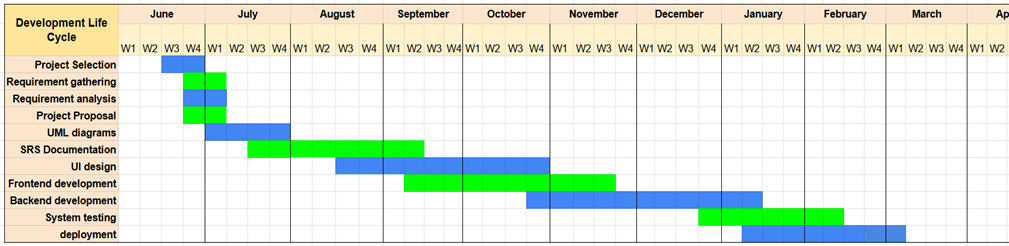 Development Life
Cycle
June July August September October November December January February March Ap
W1 W2 W3 W4 W1 W2 W3 W4 W1 W2 W3 W4 W1 W2 W3 W4 W1 W2 W3 W4 W1 W2 W3 W4 W1 W2 W3 W4 W1 W2 W3 W4 W1 W2 W3 W4 W1 W2 W3 W4 W1 W2
Project Selection
Requirement gathering
Requirement analysis
Project Proposal
UML diagrams
SRS Documentation
UI design
Frontend development
Backend development
System testing
deployment